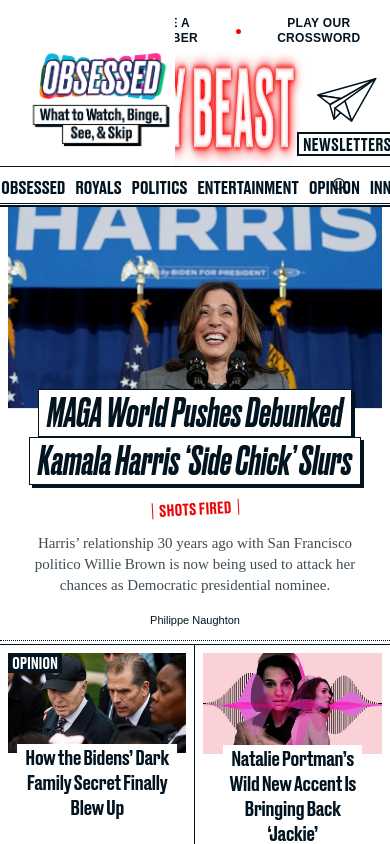 PLAY OUR
CROSSWORD
OBSESSED
What to Watch, Binge,
See, & Skip
BEAST
NEWSLETTERS
OBSESSED ROYALS POLITICS ENTERTAINMENT OPINION INN
HARRIS
by BIDEN FOR PRESIDENT
MAGA World Pushes Debunked
Kamala Harris ‘Side Chick’ Slurs
SHOTS FIRED
Harris’ relationship 30 years ago with San Francisco
politico Willie Brown is now being used to attack her
chances as Democratic presidential nominee.
Philippe Naughton
OPINION
How the Bidens’ Dark
Family Secret Finally
Blew Up
Natalie Portman’s
Wild New Accent Is
Bringing Back
‘Jackie’